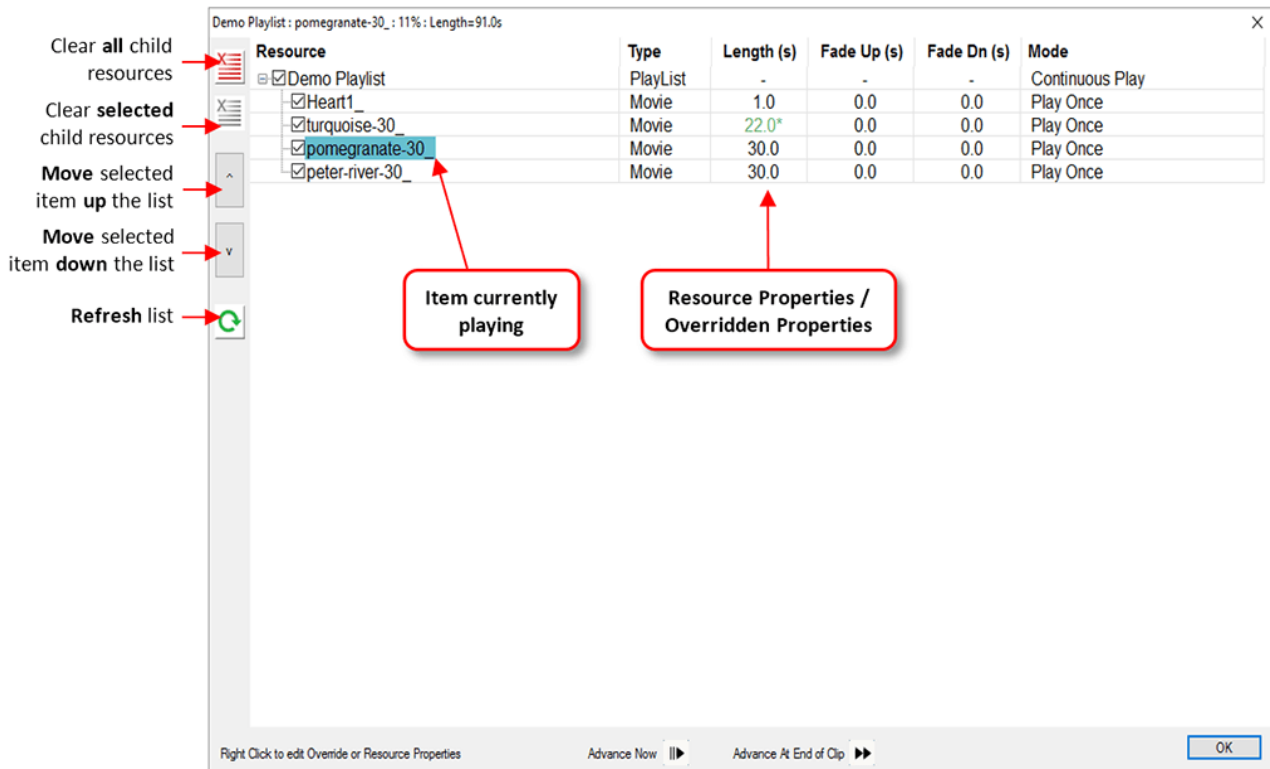 Demo Playlist : pomegranate-30_ : 11% : Length=91.0s X
Clear all child
resources
Clear selected
child resources
Move selected
item up the list
Move selected
item down the list
Refresh list
Resource Type Length (s) Fade Up (s) Fade Dn (s) Mode
Demo Playlist PlayList - - - Continuous Play
Heart1_ Movie 1.0 0.0 0.0 Play Once
turquoise-30_ Movie 22.0* 0.0 0.0 Play Once
pomegranate-30_ Movie 30.0 0.0 0.0 Play Once
peter-river-30_ Movie 30.0 0.0 0.0 Play Once
^
v
Item currently
playing
Resource Properties /
Overridden Properties
Right Click to edit Override or Resource Properties Advance Now Advance At End of Clip OK